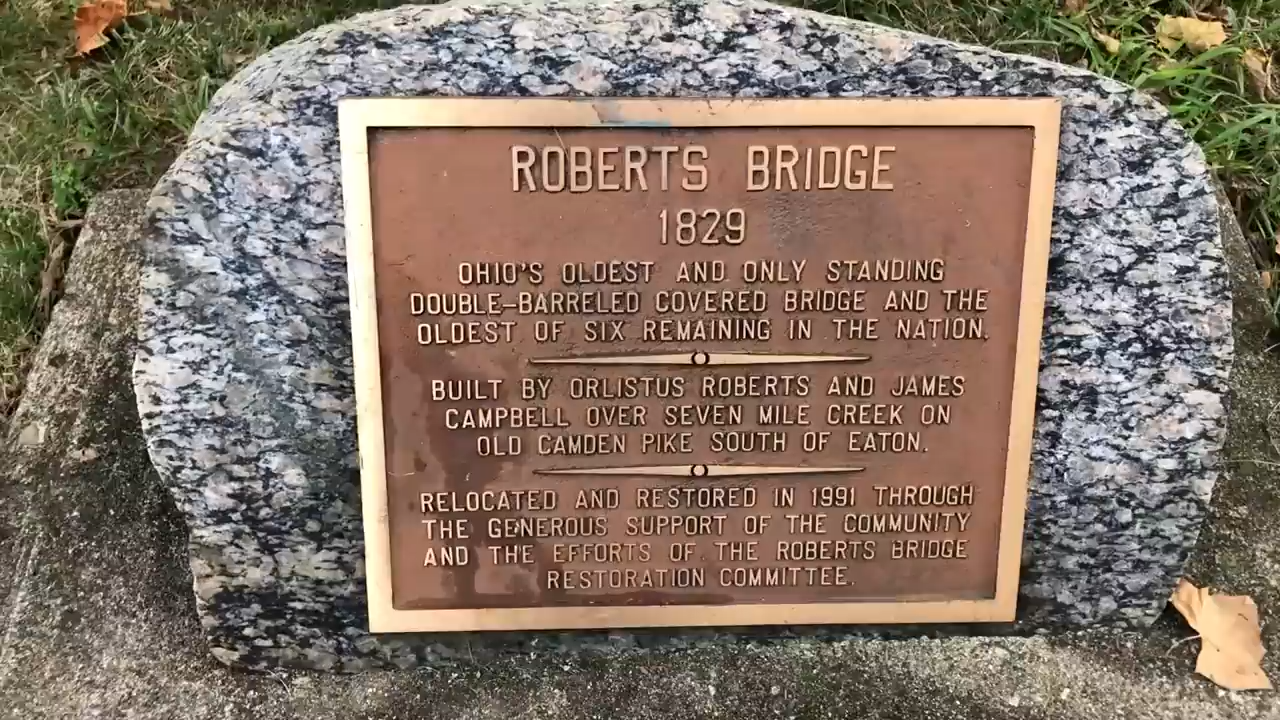 ROBERTS BRIDGE
1829
OHIO'S OLDEST AND ONLY STANDING
DOUBLE-BARRELED COVERED BRIDGE AND THE
OLDEST OF SIX REMAINING IN THE NATION.
BUILT BY ORLISTUS ROBERTS AND JAMES
CAMPBELL OVER SEVEN MILE CREEK ON
OLD CAMDEN PIKE SOUTH OF EATON.
RELOCATED AND RESTORED IN 1991 THROUGH
THE GENEROUS SUPPORT OF THE COMMUNITY
AND THE EFFORTS OF THE ROBERTS BRIDGE
RESTORATION COMMITTEE.